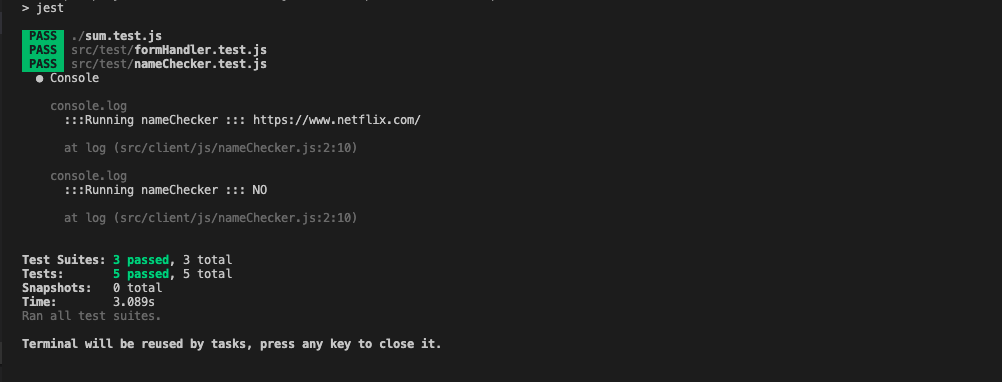 > jest
PASS ./sum.test.js
PASS src/test/formHandler.test.js
PASS src/test/nameChecker.test.js
● Console
console.log
:::Running nameChecker ::: https://www.netflix.com/
at log (src/client/js/nameChecker.js:2:10)
console.log
:::Running nameChecker ::: NO
at log (src/client/js/nameChecker.js:2:10)
Test Suites: 3 passed, 3 total
Tests: 5 passed, 5 total
Snapshots: 0 total
Time: 3.089s
Ran all test suites.
Terminal will be reused by tasks, press any key to close it.